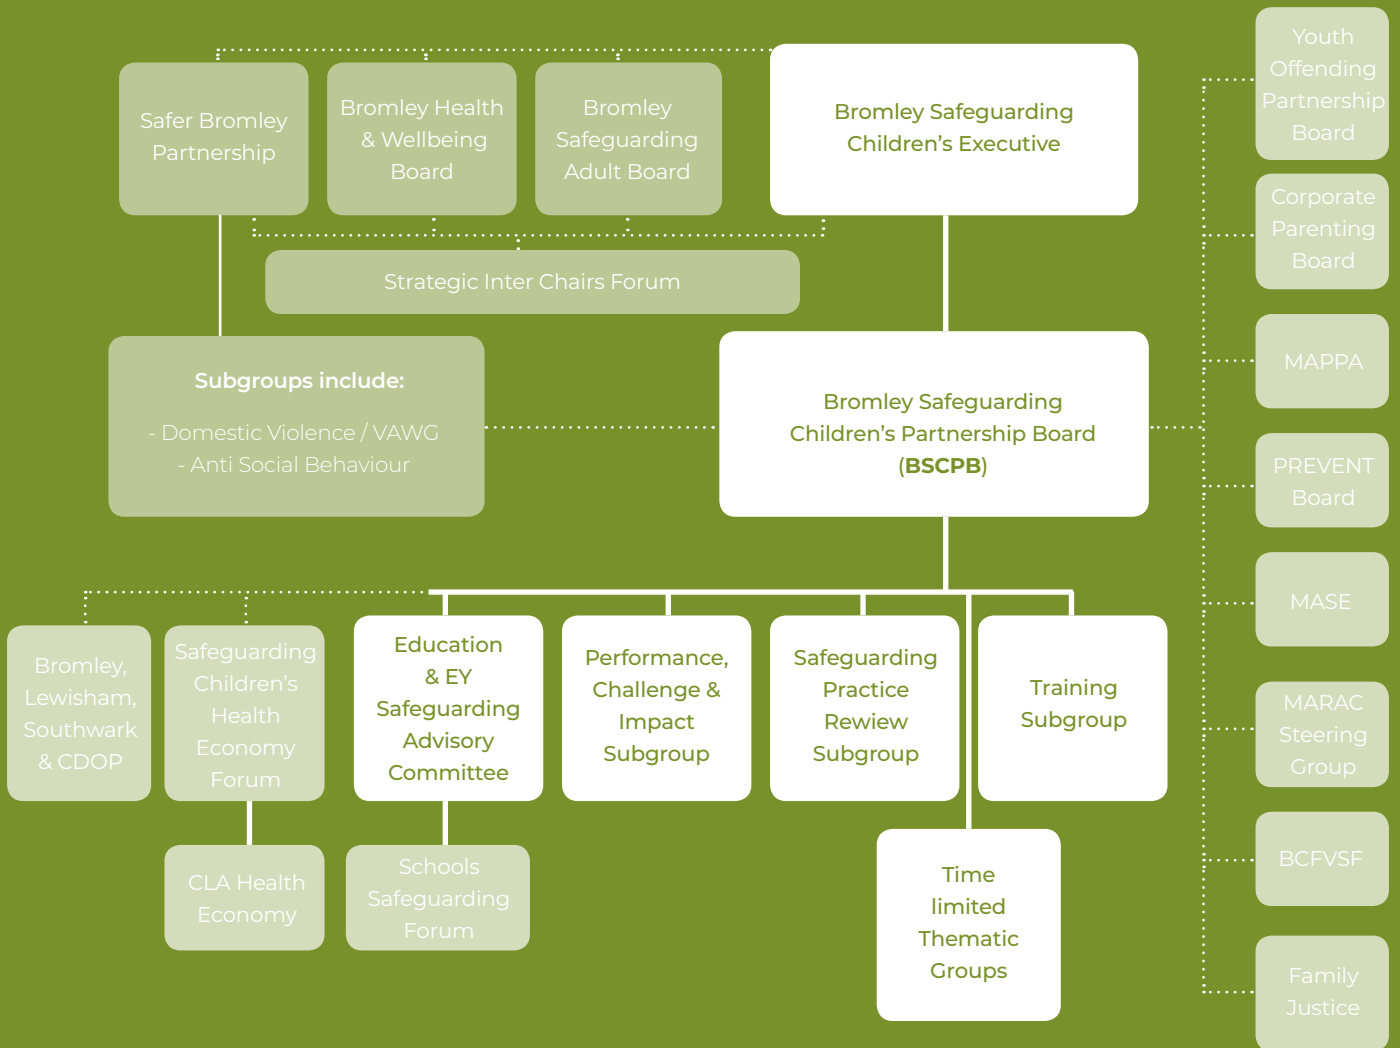 Safer Bromley
Partnership
Bromley Health
& Wellbeing
Board
Bromley
Safeguarding
Adult Board
Bromley Safeguarding
Children’s Executive
Strategic Inter Chairs Forum
Subgroups include:
- Domestic Violence / VAWG
- Anti Social Behaviour
Bromley Safeguarding
Children’s Partnership Board
(BSCPB)
Bromley,
Lewisham,
Southwark
& CDOP
Safeguarding
Children’s
Health
Economy
Forum
Education
& EY
Safeguarding
Advisory
Committee
Performance,
Challenge &
Impact
Subgroup
Safeguarding
Practice
Rewiew
Subgroup
Training
Subgroup
CLA Health
Economy
Schools
Safeguarding
Forum
Time
limited
Thematic
Groups
Youth
Offending
Partnership
Board
Corporate
Parenting
Board
MAPPA
PREVENT
Board
MASE
MARAC
Steering
Group
BCFVSF
Family
Justice